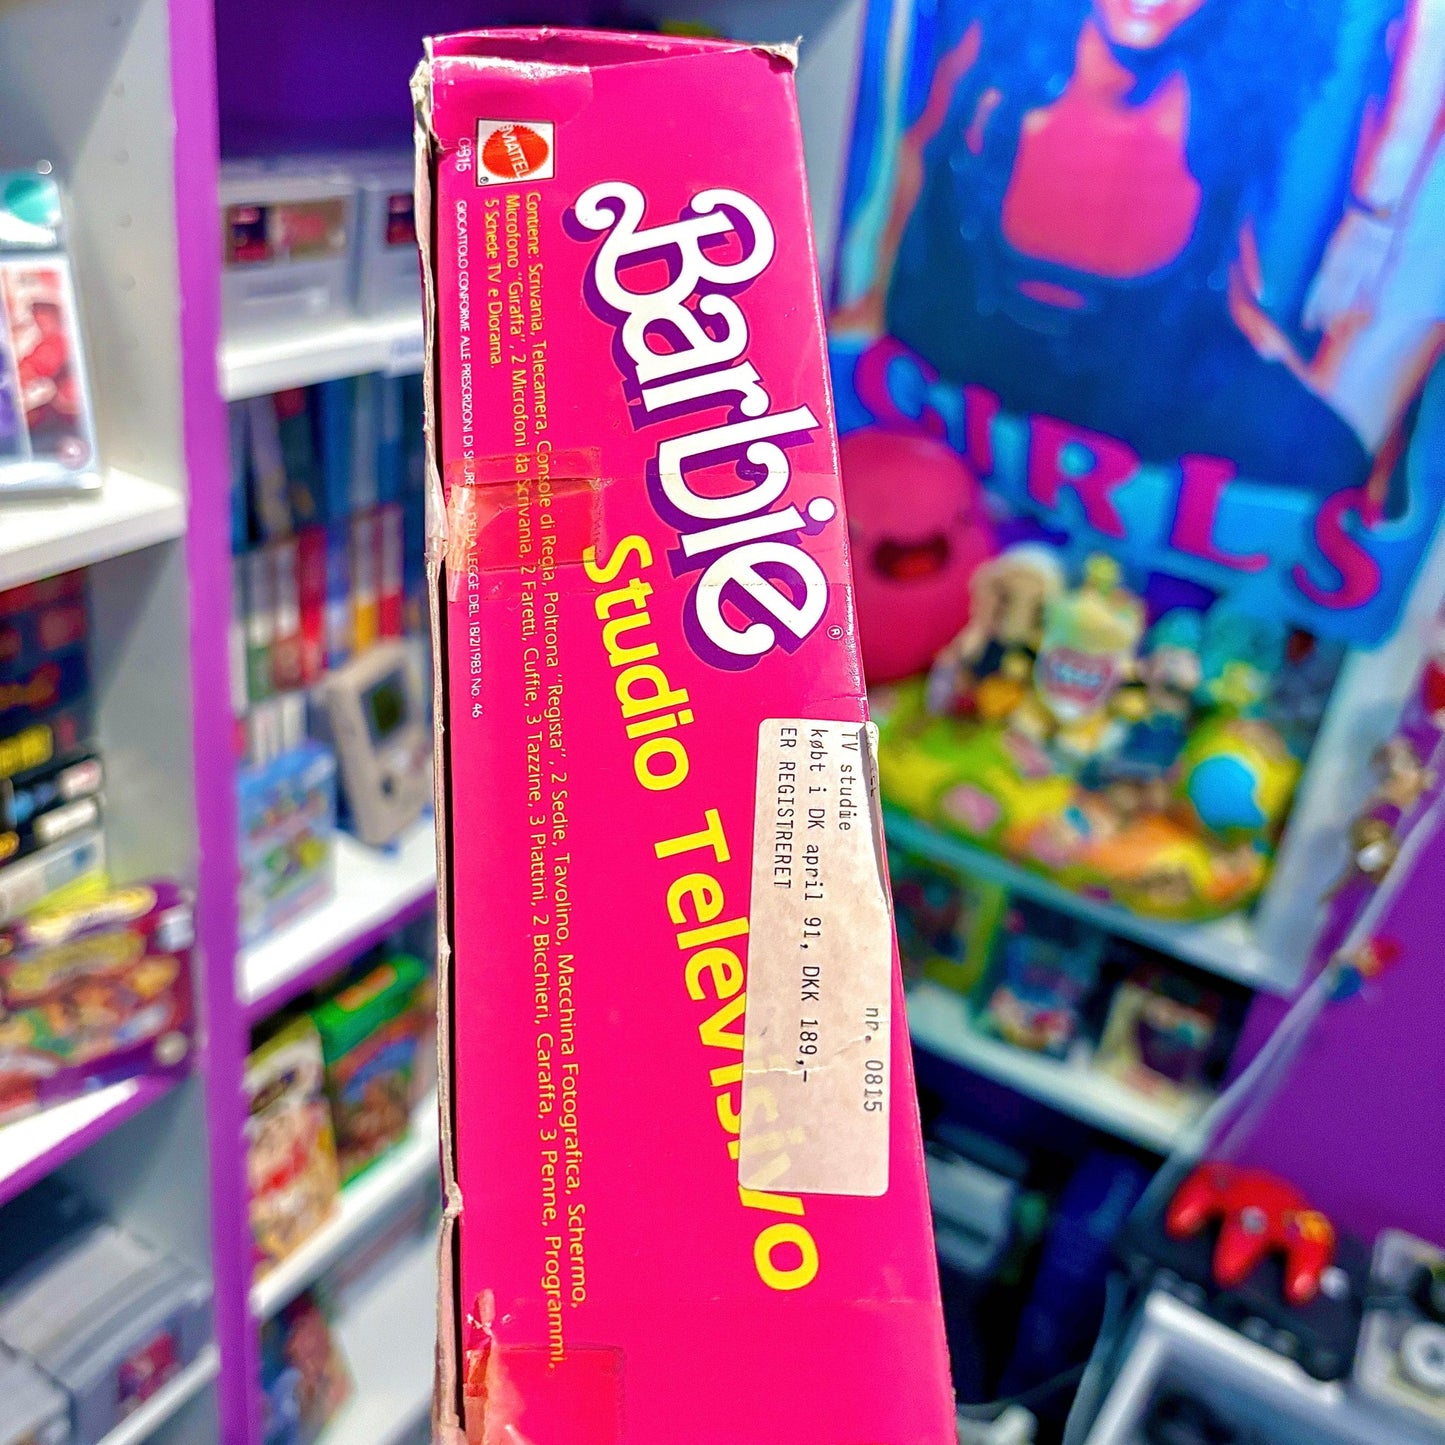 MATTEL
®
0815
Barbie®
Studio Televisivo
Contiene: Scrivania, Telecamera, Console di Regia, Poltrona "Regista", 2 Sedie, Tavolino, Macchina Fotografica, Schermo,
Microfono "Giraffa", 2 Microfoni da Scrivania, 2 Faretti, Cuffie, 3 Tazzine, 3 Piattini, 2 Bicchieri, Caraffa, 3 Penne, Programmi,
5 Schede TV e Diorama.
GIOCATTOLO CONFORME ALLE PRESCRIZIONI DI DELLA LEGGE DEL 18/2/1983 No. 46
nr. 0815
TV studie
købt i DK april 91, DKK 189,-
ER REGISTRERET
GIRLS